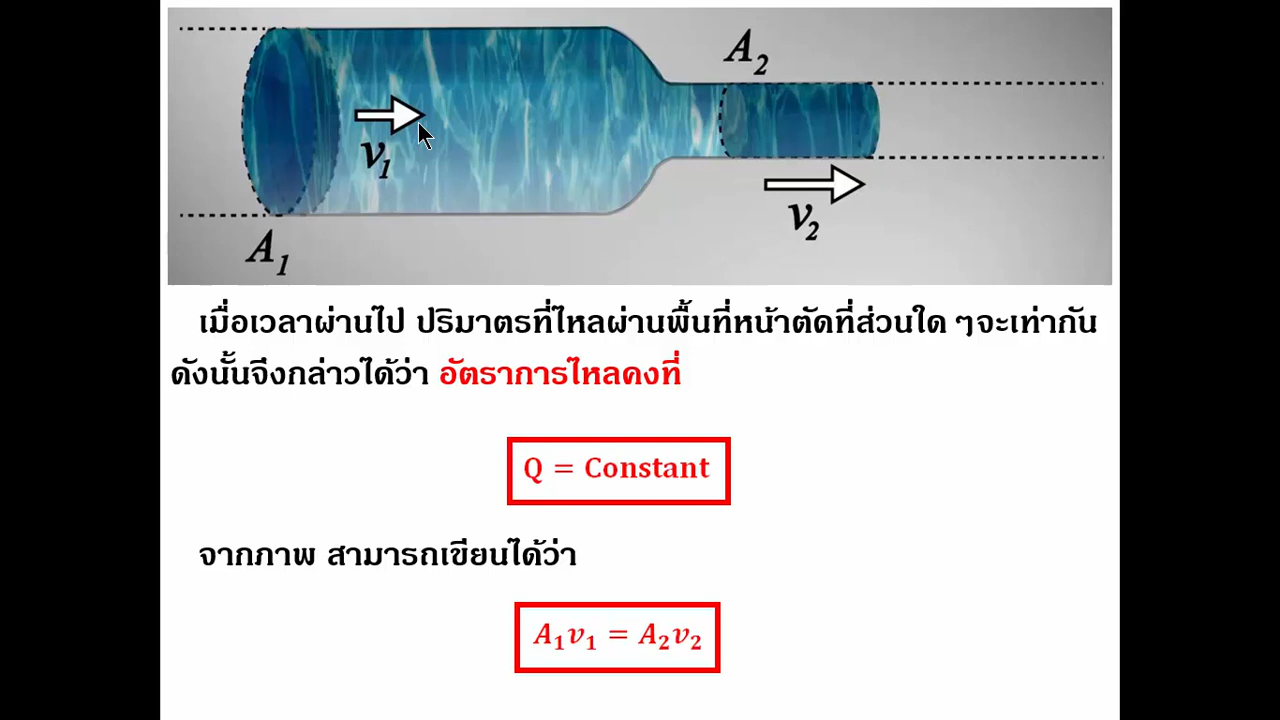 A₂
v₁
v₂
A₁
เมื่อเวลาผ่านไป ปริมาตรที่ไหลผ่านพื้นที่หน้าตัดที่ส่วนใด ๆจะเท่ากัน
ดังนั้นจึงกล่าวได้ว่า อัตราการไหลคงที่
Q = Constant
จากภาพ สามารถเขียนได้ว่า
A₁v₁ = A₂v₂